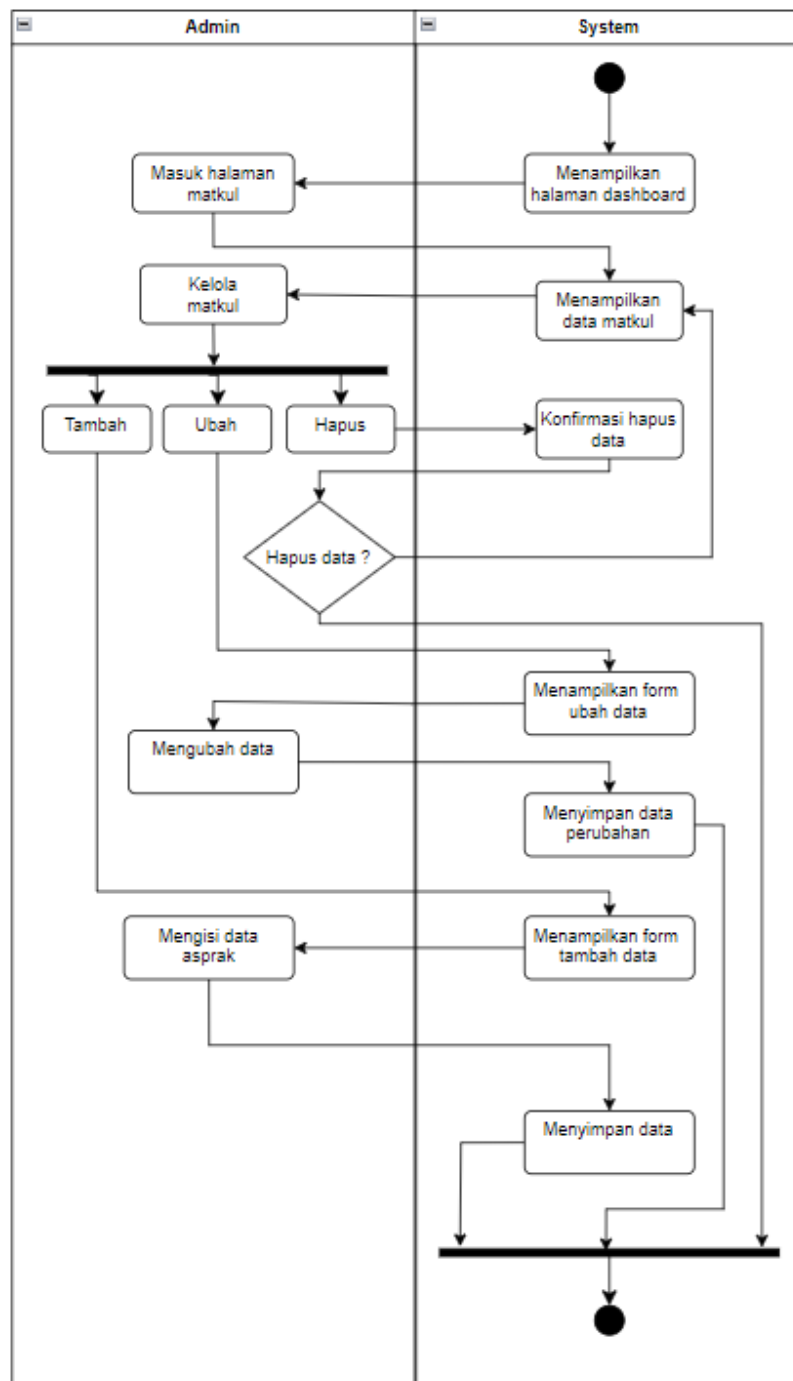 Admin
System
Menampilkan
halaman dashboard
Masuk halaman
matkul
Menampilkan
data matkul
Kelola
matkul
Tambah
Ubah
Hapus
Konfirmasi hapus
data
Hapus data ?
Menampilkan form
ubah data
Mengubah data
Menyimpan data
perubahan
Menampilkan form
tambah data
Mengisi data
asprak
Menyimpan data